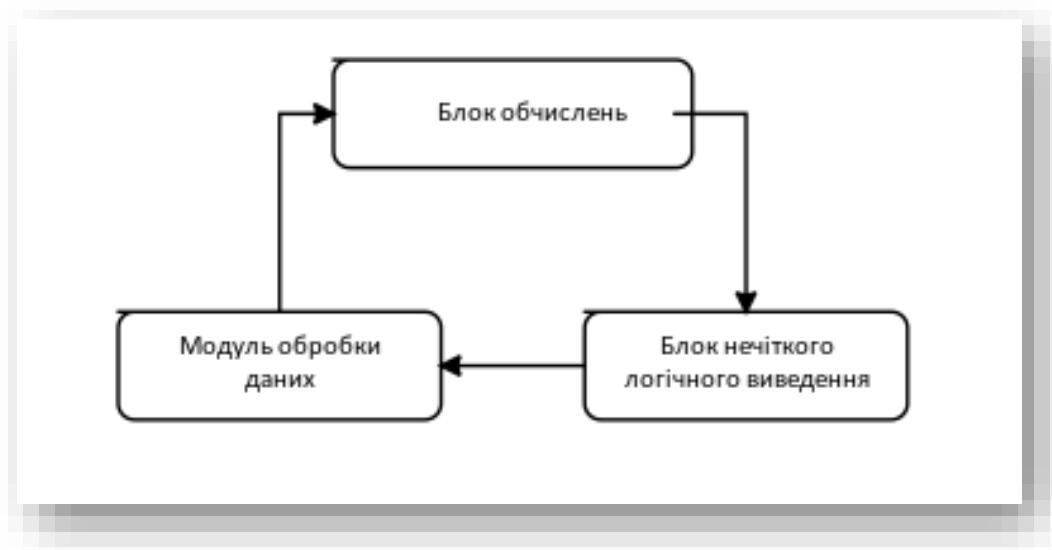 Блок обчислень
Модуль обробки
даних
Блок нечіткого
логічного виведення